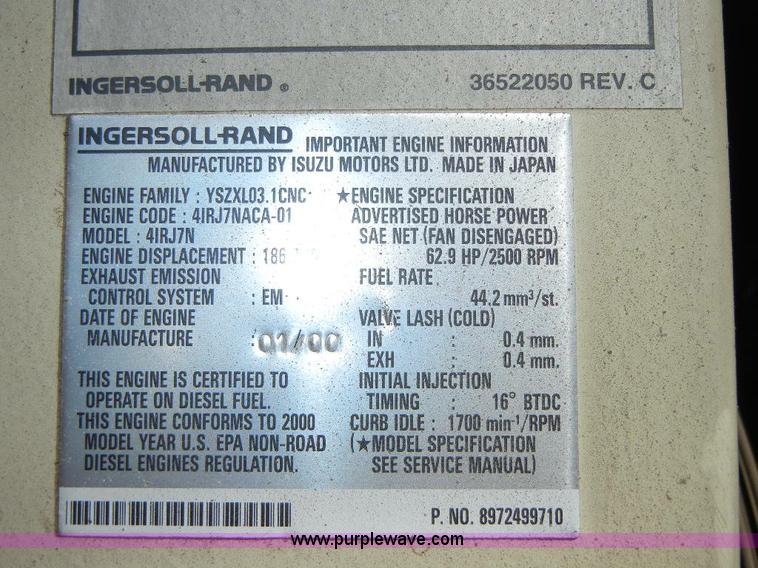 INGERSOLL-RAND ® 36522050 REV. C
INGERSOLL-RAND IMPORTANT ENGINE INFORMATION
MANUFACTURED BY ISUZU MOTORS LTD. MADE IN JAPAN
ENGINE FAMILY : YSZXL03.1CNC
ENGINE CODE : 4IRJ7NACA-01
MODEL : 4IRJ7N
ENGINE DISPLACEMENT : 186
EXHAUST EMISSION
CONTROL SYSTEM : EM
DATE OF ENGINE
MANUFACTURE : 01/00
THIS ENGINE IS CERTIFIED TO
OPERATE ON DIESEL FUEL.
THIS ENGINE CONFORMS TO 2000
MODEL YEAR U.S. EPA NON-ROAD
DIESEL ENGINES REGULATION.
★ENGINE SPECIFICATION
ADVERTISED HORSE POWER
SAE NET (FAN DISENGAGED)
62.9 HP/2500 RPM
FUEL RATE
44.2 mm³/st.
VALVE LASH (COLD)
IN : 0.4 mm.
EXH : 0.4 mm.
INITIAL INJECTION
TIMING : 16° BTDC
CURB IDLE : 1700 min⁻¹/RPM
(★MODEL SPECIFICATION
SEE SERVICE MANUAL)
P. NO. 8972499710
www.purplewave.com